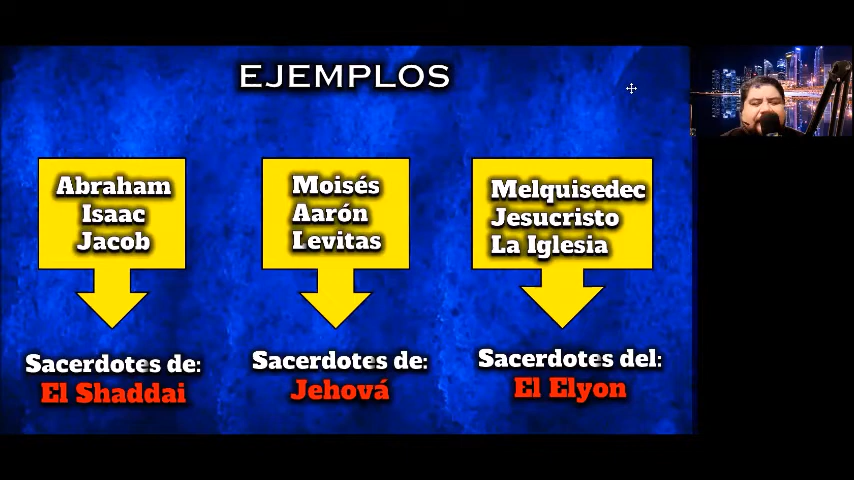 EJEMPLOS
Abraham
Isaac
Jacob
Moisés
Aarón
Levitas
Melquisedec
Jesucristo
La Iglesia
Sacerdotes de:
El Shaddai
Sacerdotes de:
Jehová
Sacerdotes del:
El Elyon